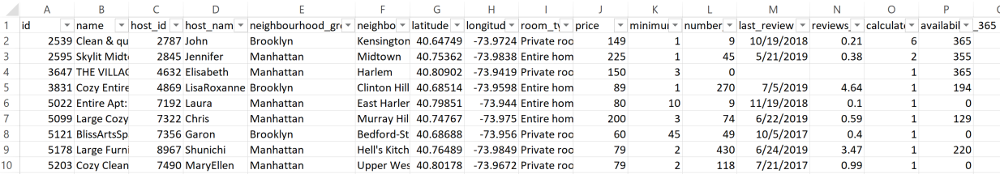 A B C D E F G H I J K L M N O P
1 id name host_id host_nam neighbourhood_gro neighbo latitude longitud room_ty price minimu number last_review reviews_ calculate availabil _365
2 2539 Clean & qu 2787 John Brooklyn Kensington 40.64749 -73.9724 Private roo 149 1 9 10/19/2018 0.21 6 365
3 2595 Skylit Midt 2845 Jennifer Manhattan Midtown 40.75362 -73.9838 Entire hom 225 1 45 5/21/2019 0.38 2 355
4 3647 THE VILLAG 4632 Elisabeth Manhattan Harlem 40.80902 -73.9419 Private roo 150 3 0 1 365
5 3831 Cozy Entire 4869 LisaRoxanne Brooklyn Clinton Hill 40.68514 -73.9598 Entire hom 89 1 270 7/5/2019 4.64 1 194
6 5022 Entire Apt: 7192 Laura Manhattan East Harler 40.79851 -73.944 Entire hom 80 10 9 11/19/2018 0.1 1 0
7 5099 Large Cozy 7322 Chris Manhattan Murray Hil 40.74767 -73.975 Entire hom 200 3 74 6/22/2019 0.59 1 129
8 5121 BlissArtsSp 7356 Garon Brooklyn Bedford-St 40.68688 -73.956 Private roo 60 45 49 10/5/2017 0.4 1 0
9 5178 Large Furni 8967 Shunichi Manhattan Hell's Kitch 40.76489 -73.9849 Private roo 79 2 430 6/24/2019 3.47 1 220
10 5203 Cozy Clean 7490 MaryEllen Manhattan Upper Wes 40.80178 -73.9672 Private roo 79 2 118 7/21/2017 0.99 1 0